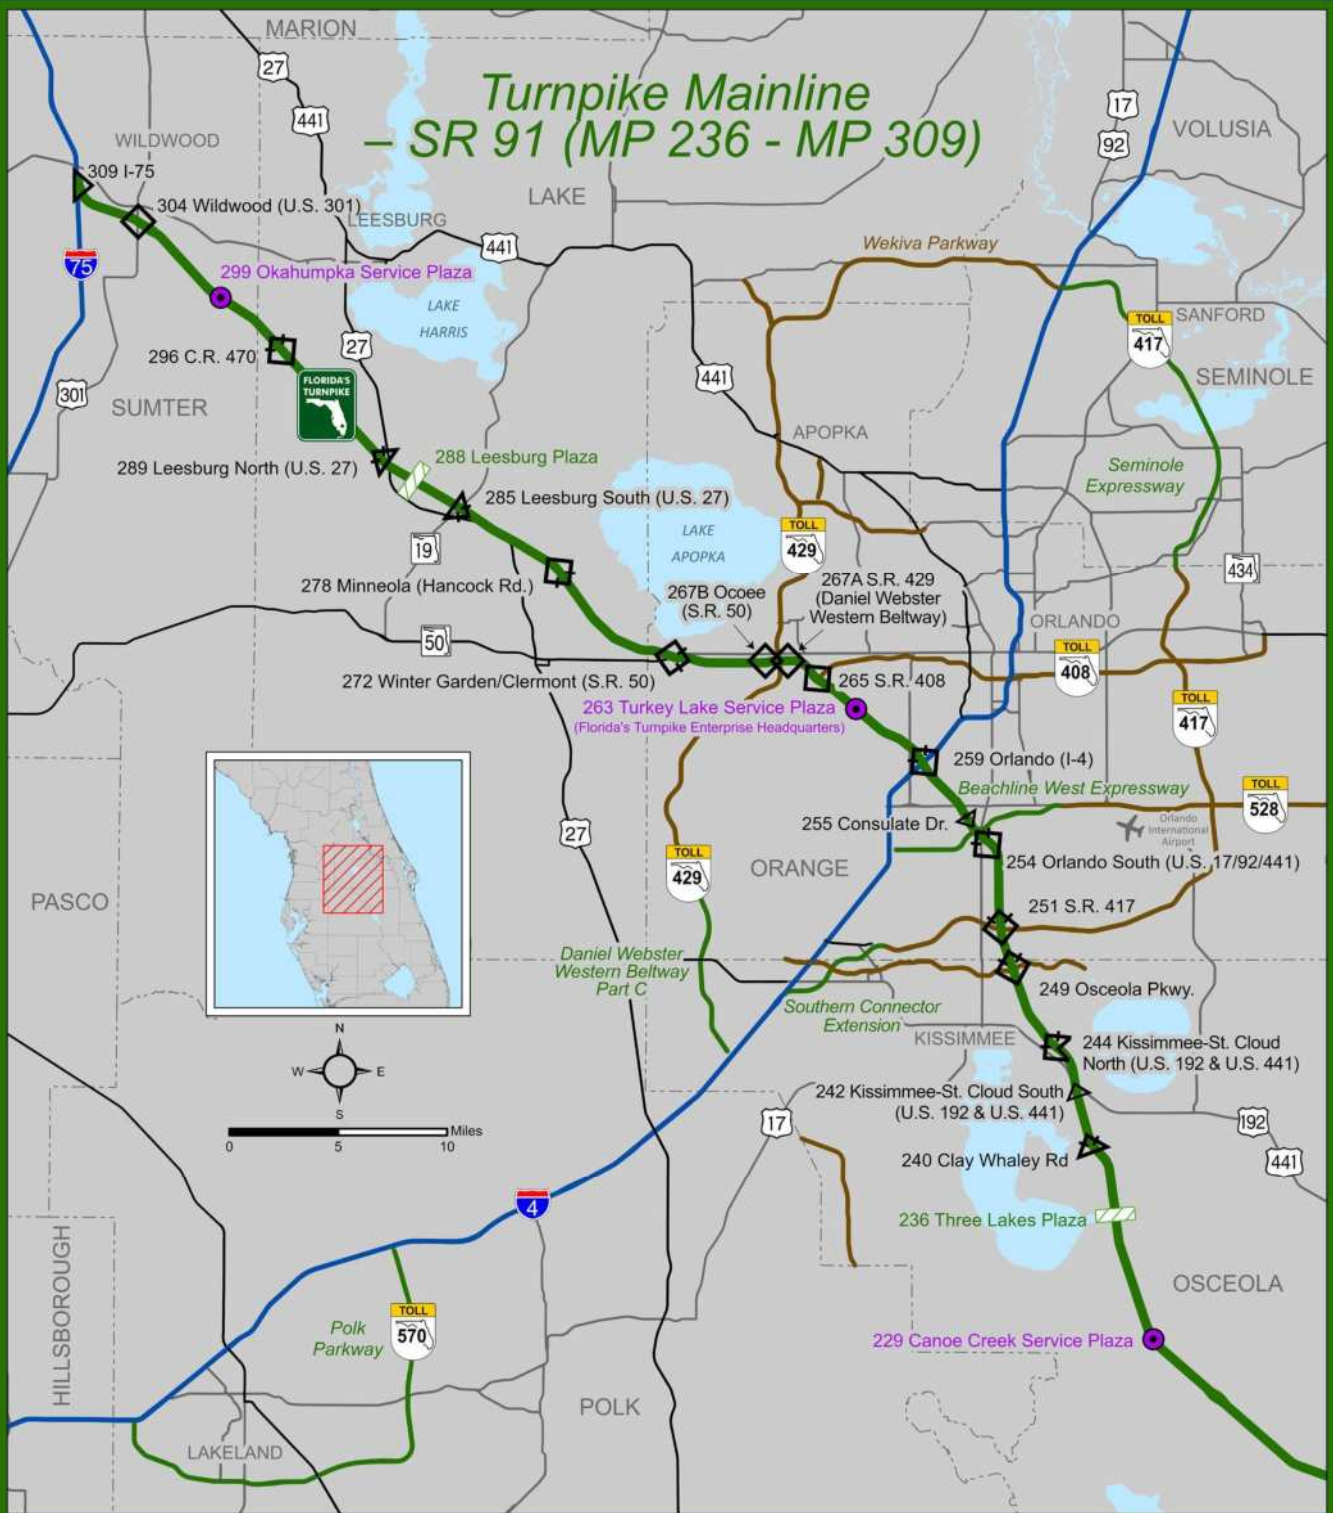 Turnpike Mainline
– SR 91 (MP 236 - MP 309)
MARION
27
441
17
92
VOLUSIA
WILDWOOD
309 I-75
304 Wildwood (U.S. 301)
LEESBURG
LAKE
441
Wekiva Parkway
75
299 Okahumpka Service Plaza
LAKE
HARRIS
TOLL
417
SANFORD
296 C.R. 470
27
441
SEMINOLE
301
SUMTER
FLORIDA'S
TURNPIKE
APOPKA
289 Leesburg North (U.S. 27)
288 Leesburg Plaza
Seminole
Expressway
285 Leesburg South (U.S. 27)
LAKE
APOPKA
TOLL
429
19
434
278 Minneola (Hancock Rd.)
267B Ocoee
(S.R. 50)
267A S.R. 429
(Daniel Webster
Western Beltway)
ORLANDO
50
TOLL
408
272 Winter Garden/Clermont (S.R. 50)
265 S.R. 408
263 Turkey Lake Service Plaza
(Florida's Turnpike Enterprise Headquarters)
TOLL
417
259 Orlando (I-4)
Beachline West Expressway
TOLL
528
27
255 Consulate Dr.
Orlando
International
Airport
TOLL
429
ORANGE
254 Orlando South (U.S. 17/92/441)
PASCO
251 S.R. 417
Daniel Webster
Western Beltway
Part C
249 Osceola Pkwy.
Southern Connector
Extension
KISSIMMEE
244 Kissimmee-St. Cloud
North (U.S. 192 & U.S. 441)
N
W
E
S
242 Kissimmee-St. Cloud South
(U.S. 192 & U.S. 441)
17
192
Miles
0
5
10
240 Clay Whaley Rd
441
4
236 Three Lakes Plaza
HILLSBOROUGH
OSCEOLA
TOLL
570
Polk
Parkway
229 Canoe Creek Service Plaza
POLK
LAKELAND